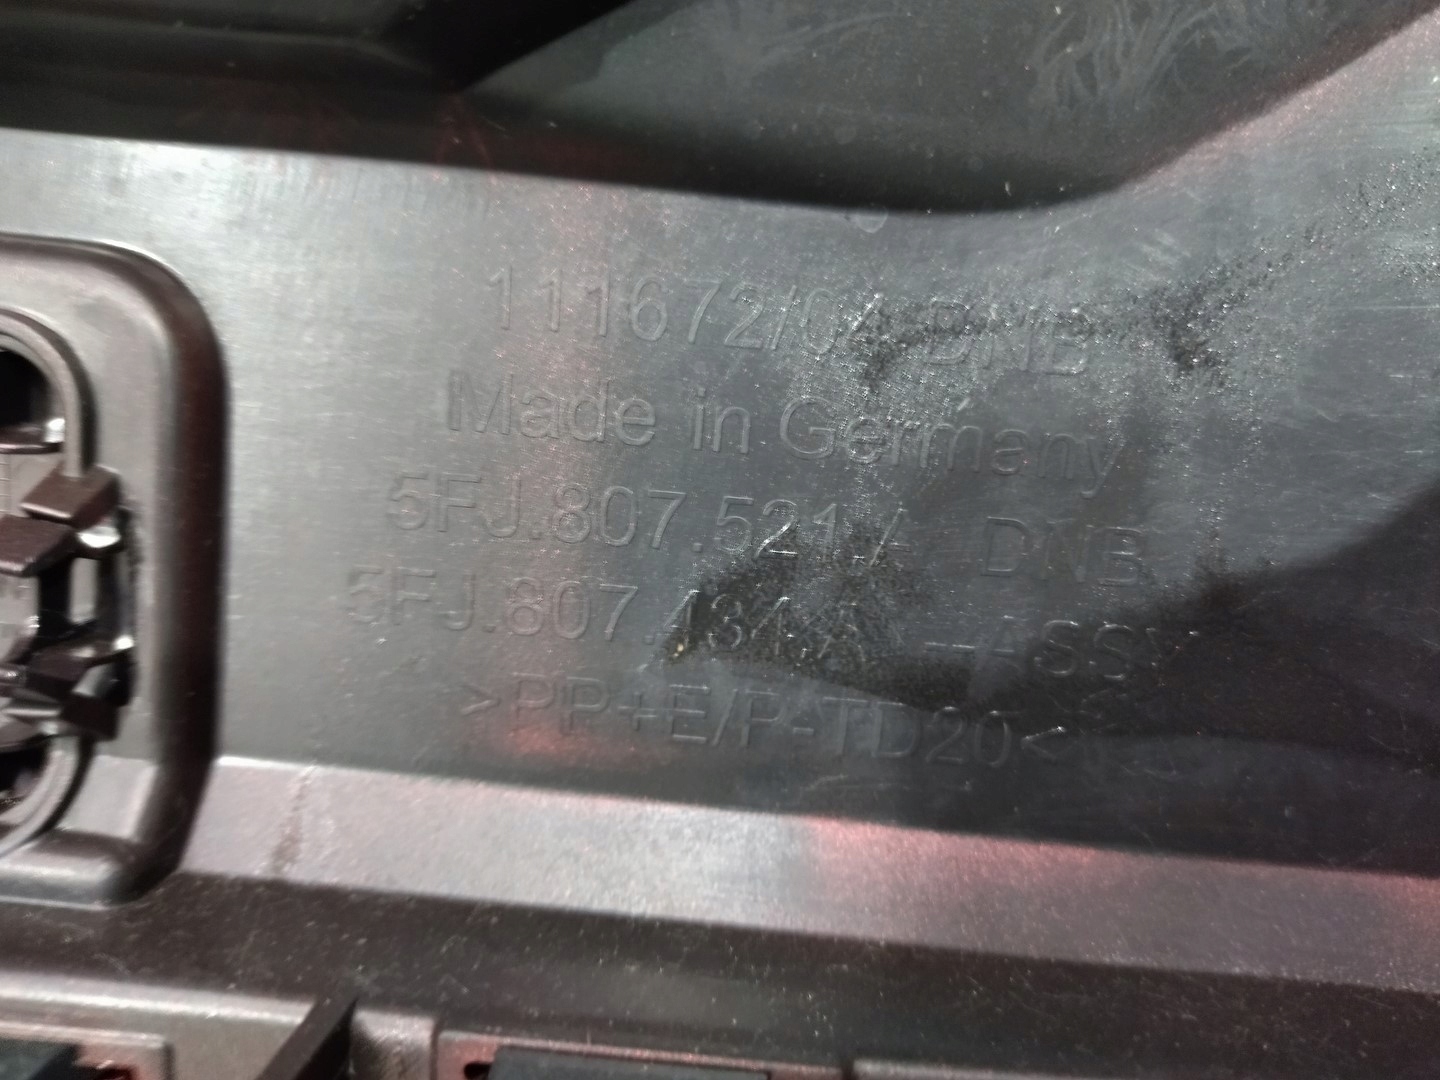 111672/04 DNB
Made in Germany
5FJ.807.521.A DNB
5FJ.807.434.A -ASSY
>PP+E/P-TD20<